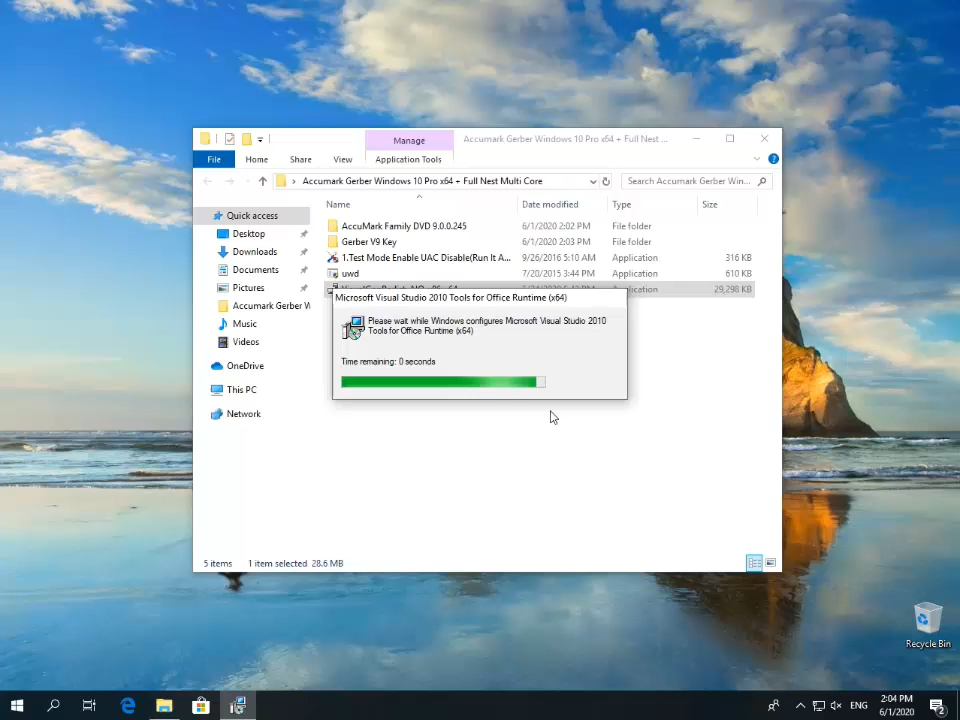 Manage
Accumark Gerber Windows 10 Pro x64 + Full Nest ...
File
Home
Share
View
Application Tools
Accumark Gerber Windows 10 Pro x64 + Full Nest Multi Core
Search Accumark Gerber Win...
Name
Date modified
Type
Size
Quick access
Desktop
Downloads
Documents
Pictures
Accumark Gerber W
Music
Videos
OneDrive
This PC
Network
AccuMark Family DVD 9.0.0.245 6/1/2020 2:02 PM File folder
Gerber V9 Key 6/1/2020 2:03 PM File folder
1.Test Mode Enable UAC Disable(Run It A... 9/26/2016 5:10 AM Application 316 KB
uwd 7/20/2015 3:44 PM Application 610 KB
29,298 KB
Microsoft Visual Studio 2010 Tools for Office Runtime (x64)
Please wait while Windows configures Microsoft Visual Studio 2010
Tools for Office Runtime (x64)
Time remaining: 0 seconds
5 items 1 item selected 28.6 MB
Recycle Bin
ENG
2:04 PM
6/1/2020
2